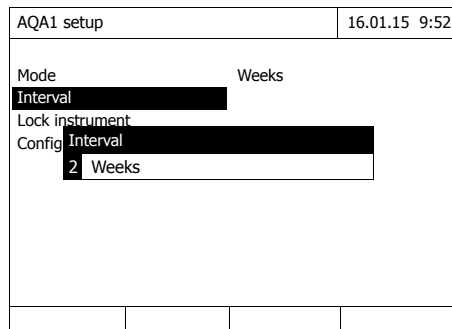 AQA1 setup 16.01.15 9:52
Mode Weeks
Interval
Lock instrument
Config
Interval
2 Weeks